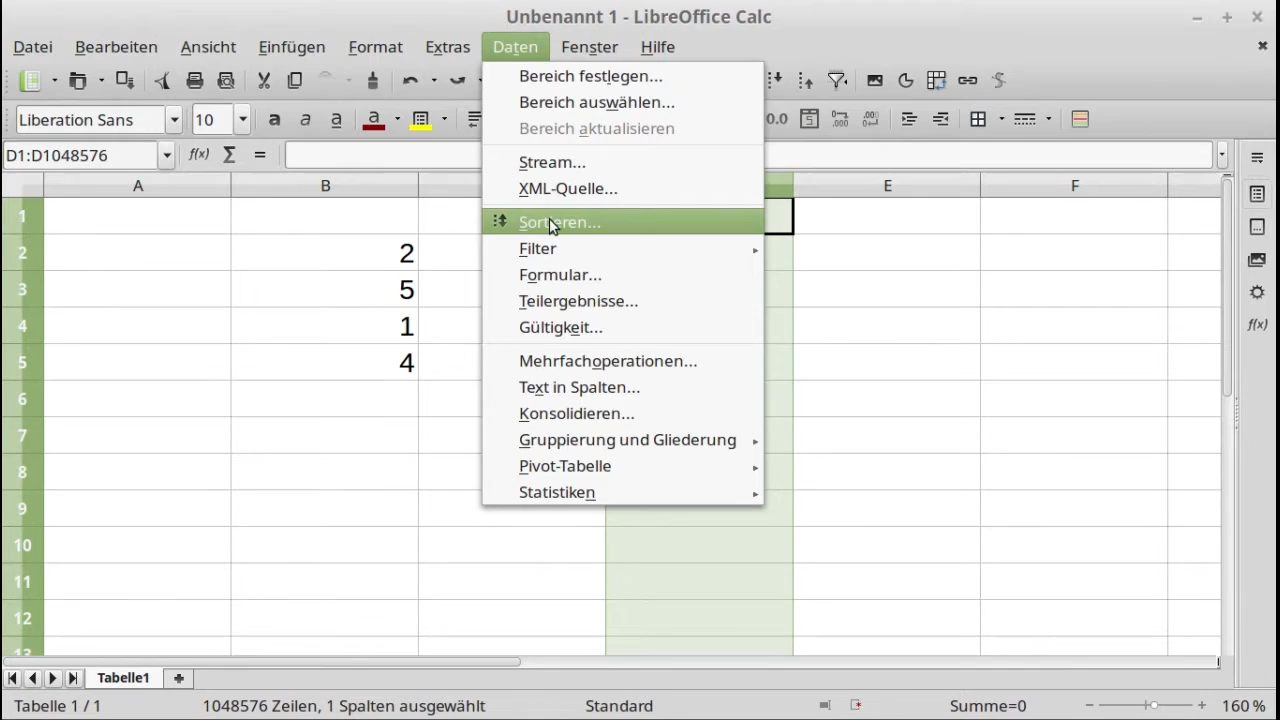 Unbenannt 1 - LibreOffice Calc
Datei Bearbeiten Ansicht Einfügen Format Extras Daten Fenster Hilfe
Liberation Sans 10 a a a a 0.0
D1:D1048576 f(x) Σ =
A B E F
1
2 2
3 5
4 1
5 4
6
7
8
9
10
11
12
13
Bereich festlegen...
Bereich auswählen...
Bereich aktualisieren
Stream...
XML-Quelle...
Sortieren...
Filter
Formular...
Teilergebnisse...
Gültigkeit...
Mehrfachoperationen...
Text in Spalten...
Konsolidieren...
Gruppierung und Gliederung
Pivot-Tabelle
Statistiken
f(x)
Tabelle1
Tabelle 1 / 1 1048576 Zeilen, 1 Spalten ausgewählt Standard Summe=0 160 %